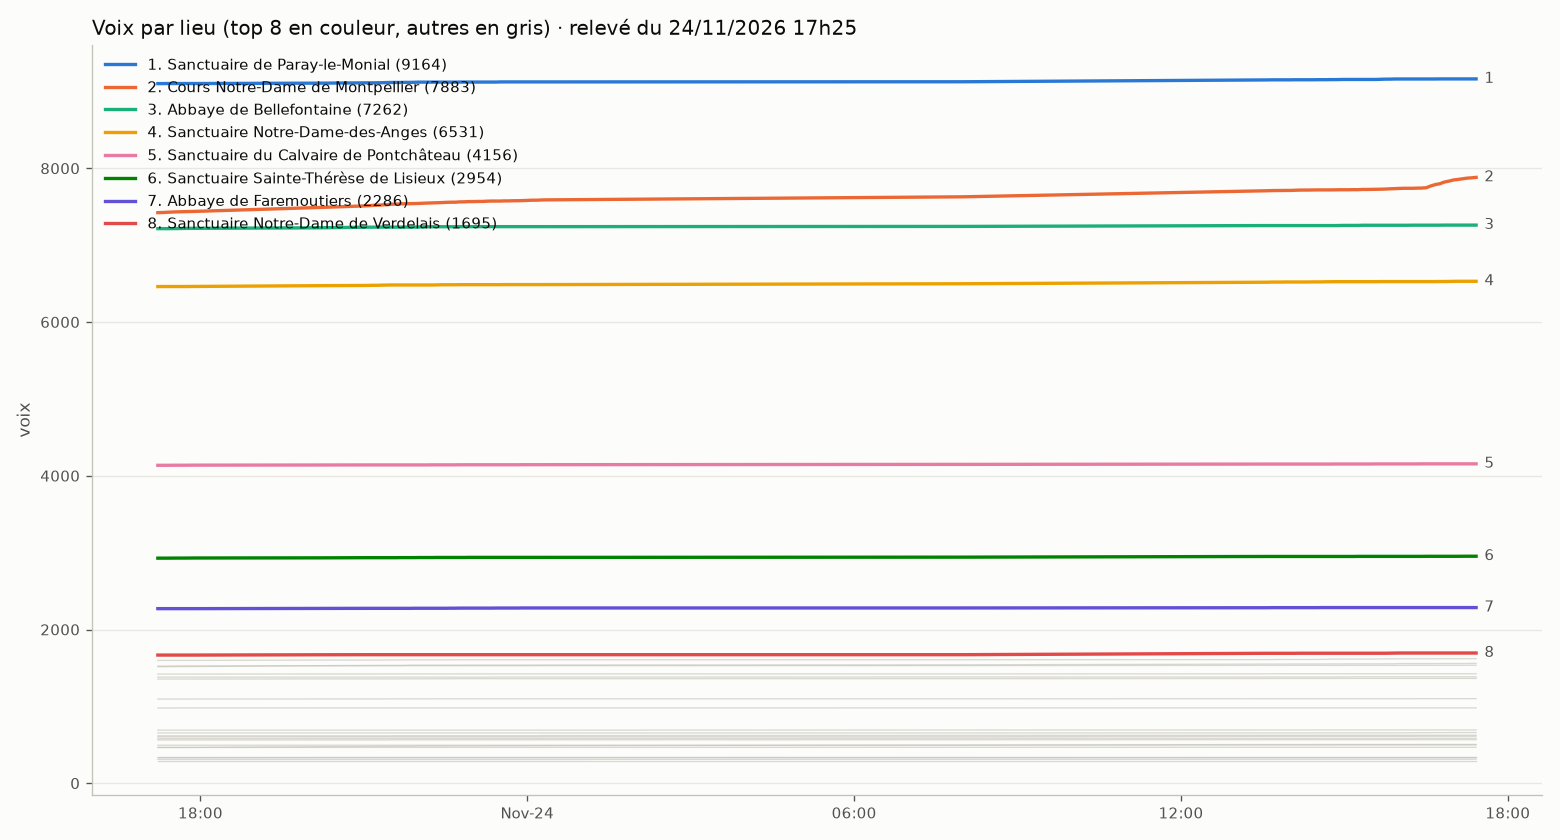 Voix par lieu (top 8 en couleur, autres en gris) · relevé du 24/11/2026 17h25
1. Sanctuaire de Paray-le-Monial (9164)
2. Cours Notre-Dame de Montpellier (7883)
3. Abbaye de Bellefontaine (7262)
4. Sanctuaire Notre-Dame-des-Anges (6531)
5. Sanctuaire du Calvaire de Pontchâteau (4156)
6. Sanctuaire Sainte-Thérèse de Lisieux (2954)
7. Abbaye de Faremoutiers (2286)
8. Sanctuaire Notre-Dame de Verdelais (1695)
1
2
3
4
5
6
7
8
voix
8000
6000
4000
2000
0
18:00
Nov-24
06:00
12:00
18:00